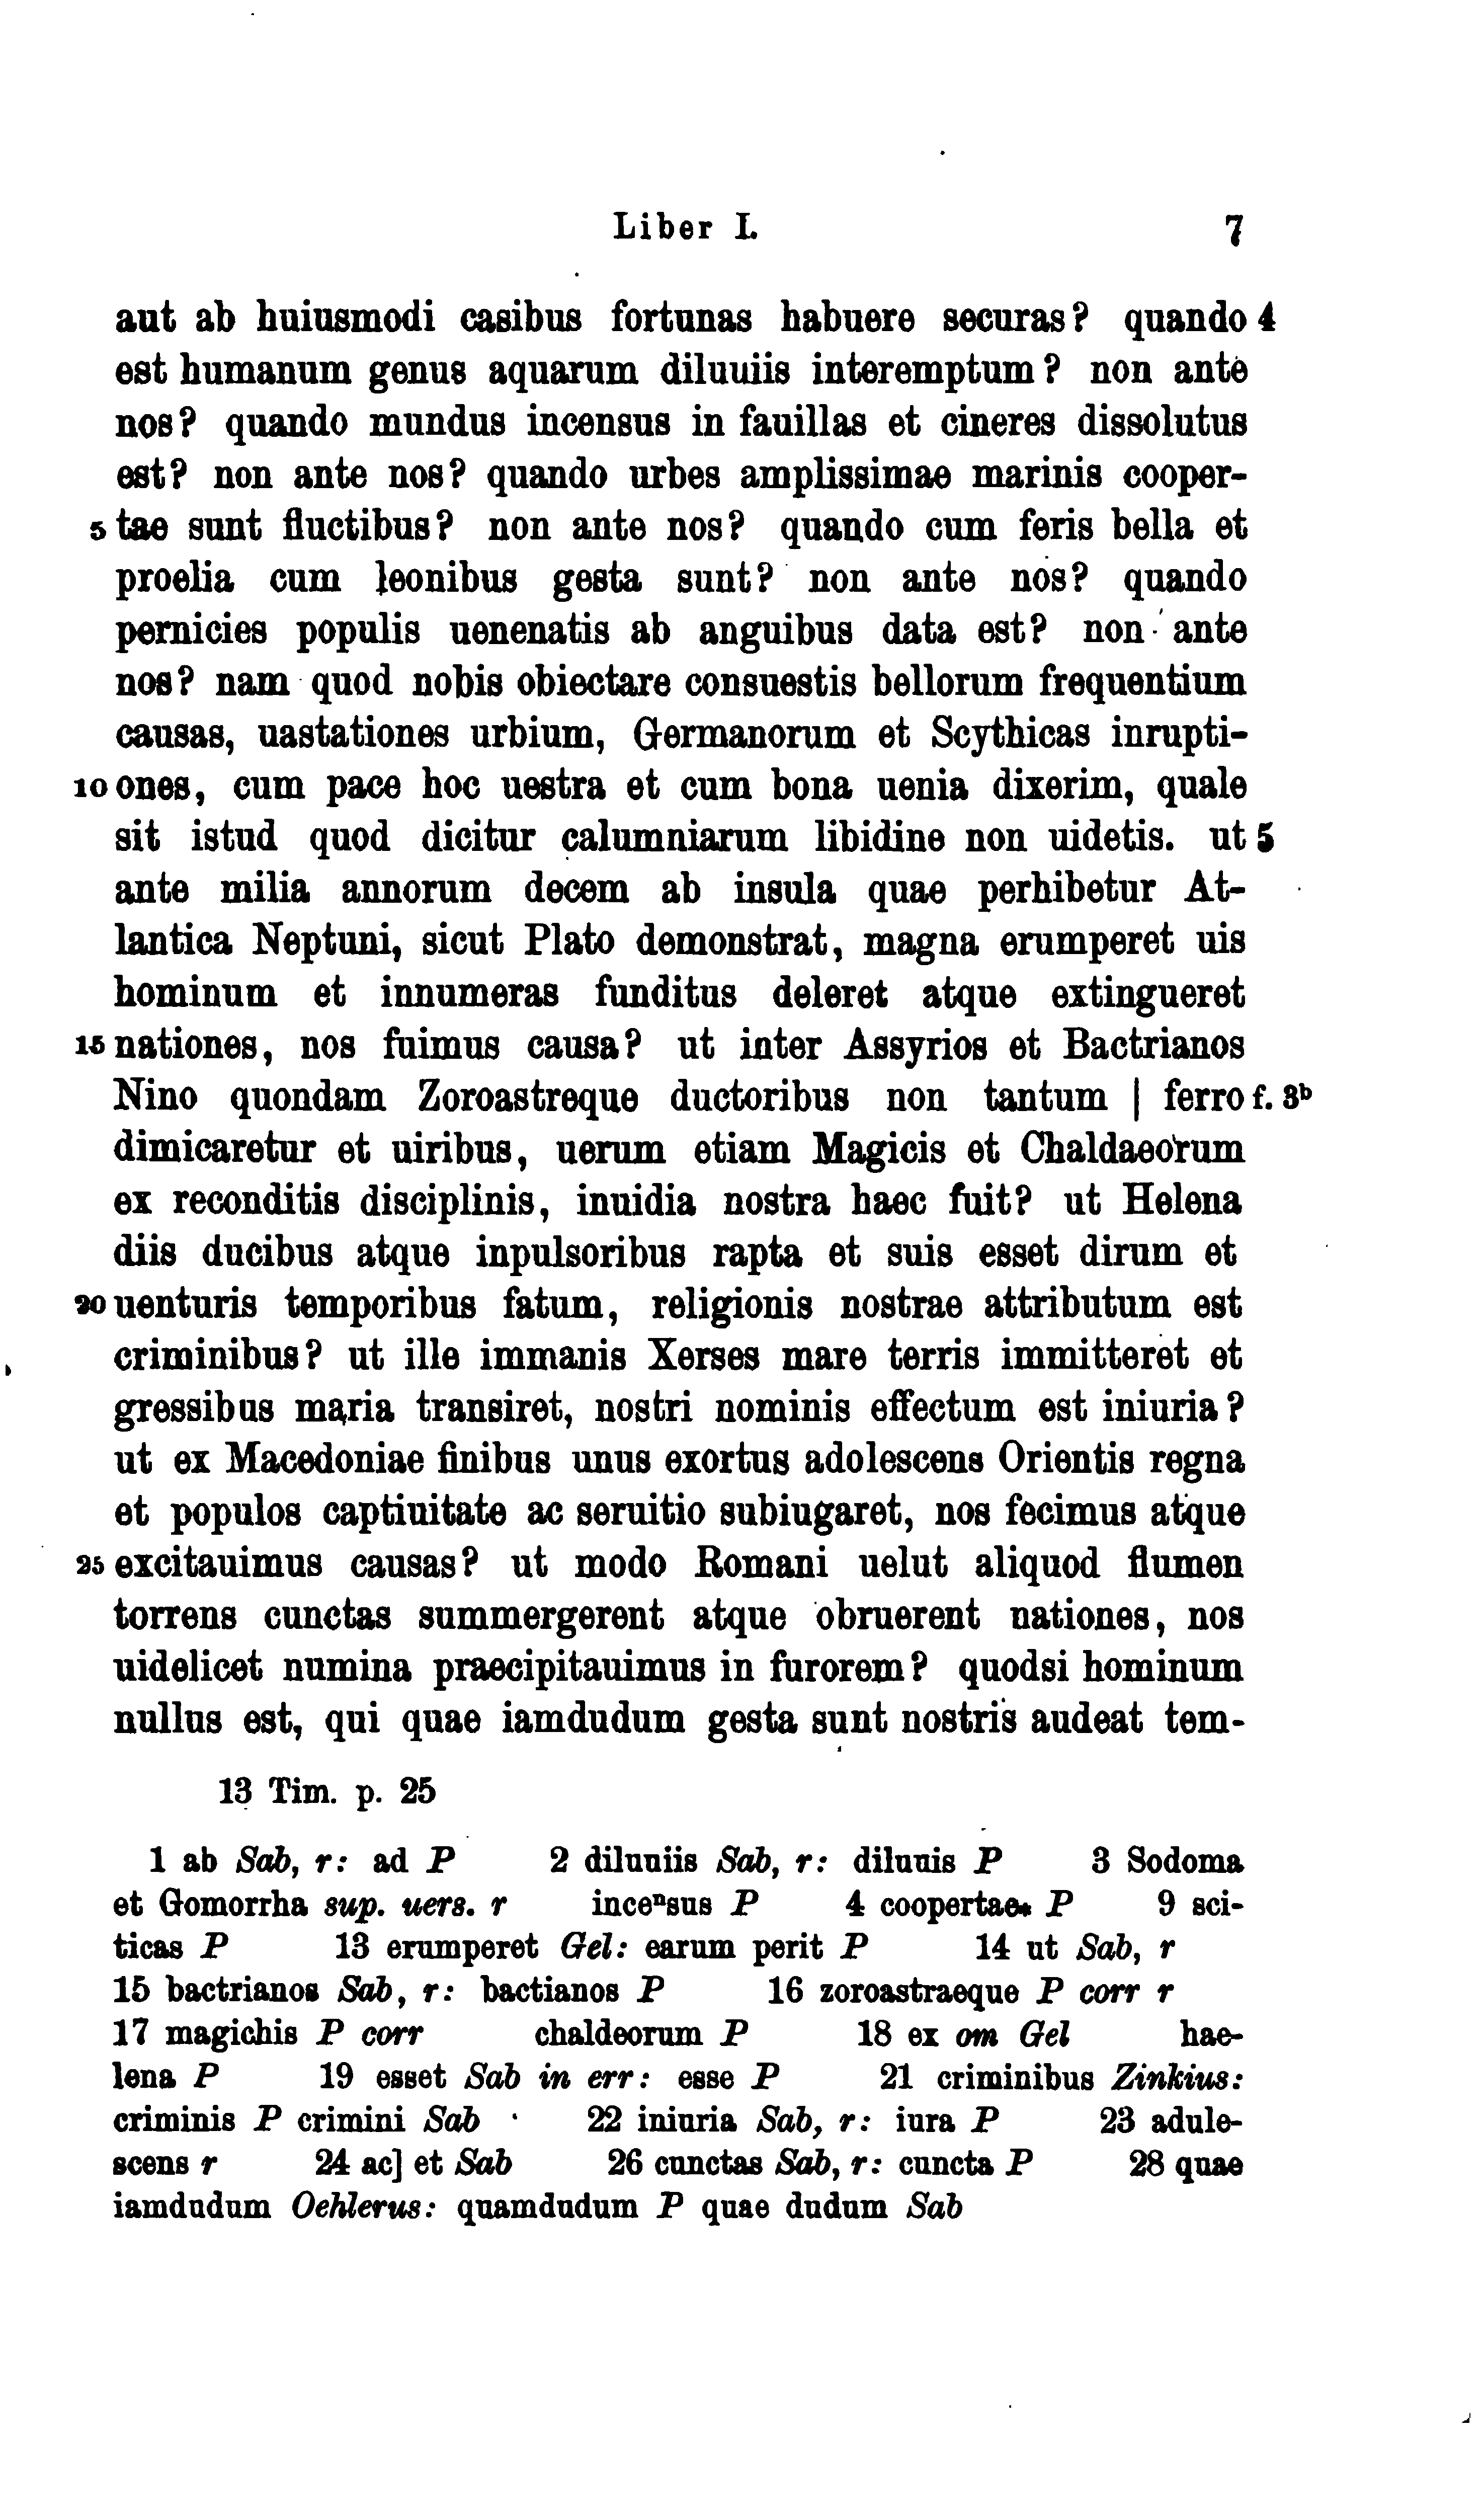 Liber I. 7
aut ab huiusmodi casibus fortunas habuere securas? quando 4
est humanum genus aquarum diluuiis interemptum? non ante
nos? quando mundus incensus in fauillas et cineres dissolutus
est? non ante nos? quando urbes amplissimae marinis cooper-
5 tae sunt fluctibus? non ante nos? quando cum feris bella et
proelia cum leonibus gesta sunt? non ante nos? quando
pernicies populis uenenatis ab anguibus data est? non ante
nos? nam quod nobis obiectare consuestis bellorum frequentium
causas, uastationes urbium, Germanorum et Scythicas inrupti-
10 ones, cum pace hoc uestra et cum bona uenia dixerim, quale
sit istud quod dicitur calumniarum libidine non uidetis. ut 5
ante milia annorum decem ab insula quae perhibetur At-
lantica Neptuni, sicut Plato demonstrat, magna erumperet uis
hominum et innumeras funditus deleret atque extingueret
15 nationes, nos fuimus causa? ut inter Assyrios et Bactrianos
Nino quondam Zoroastreque ductoribus non tantum | ferro f. 3ᵇ
dimicaretur et uiribus, uerum etiam Magicis et Chaldaeorum
ex reconditis disciplinis, inuidia nostra haec fuit? ut Helena
diis ducibus atque inpulsoribus rapta et suis esset dirum et
20 uenturis temporibus fatum, religionis nostrae attributum est
criminibus? ut ille immanis Xerses mare terris immitteret et
gressibus maria transiret, nostri nominis effectum est iniuria?
ut ex Macedoniae finibus unus exortus adolescens Orientis regna
et populos captiuitate ac seruitio subiugaret, nos fecimus atque
25 excitauimus causas? ut modo Romani uelut aliquod flumen
torrens cunctas summergerent atque obruerent nationes, nos
uidelicet numina praecipitauimus in furorem? quodsi hominum
nullus est, qui quae iamdudum gesta sunt nostris audeat tem-
13 Tim. p. 25
1 ab Sab, r: ad P 2 diluuiis Sab, r: diluuis P 3 Sodoma
et Gomorrha sup. uers. r inceⁿsus P 4 coopertae* P 9 sci-
ticas P 13 erumperet Gel: earum perit P 14 ut Sab, r
15 bactrianos Sab, r: bactianos P 16 zoroastraeque P corr r
17 magichis P corr chaldeorum P 18 ex om Gel hae-
lena P 19 esset Sab in err: esse P 21 criminibus Zinkius:
criminis P crimini Sab 22 iniuria Sab, r: iura P 23 adule-
scens r 24 ac] et Sab 26 cunctas Sab, r: cuncta P 28 quae
iamdudum Oehlerus: quamdudum P quae dudum Sab